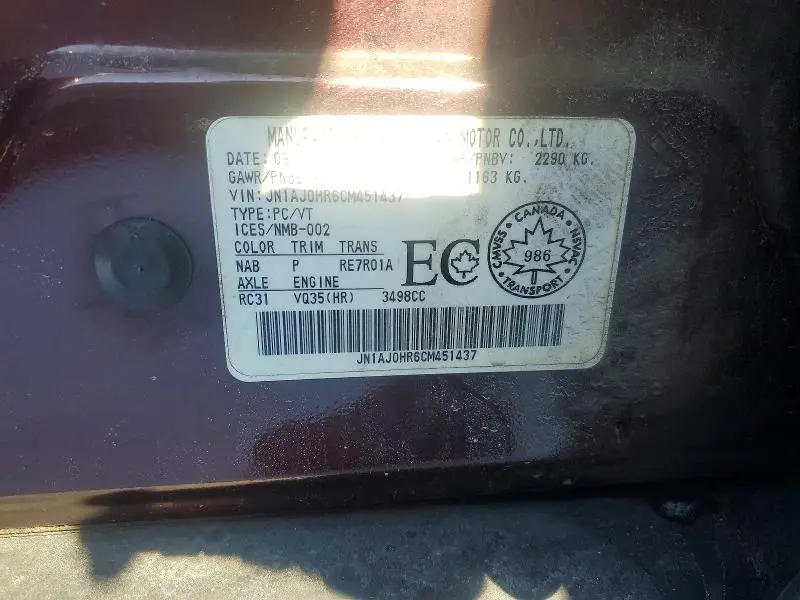 MOTOR CO.,LTD.
DATE: PNBV: 2290 KG.
GAWR/ 1163 KG.
VIN:JN1AJ0HR6CM451437
TYPE:PC/VT
ICES/NMB-002
COLOR TRIM TRANS
NAB P RE7R01A
AXLE ENGINE
RC31 VQ35(HR) 3498CC
EC
CANADA
CMVSS 986 NSVAC
TRANSPORT
JN1AJ0HR6CM451437